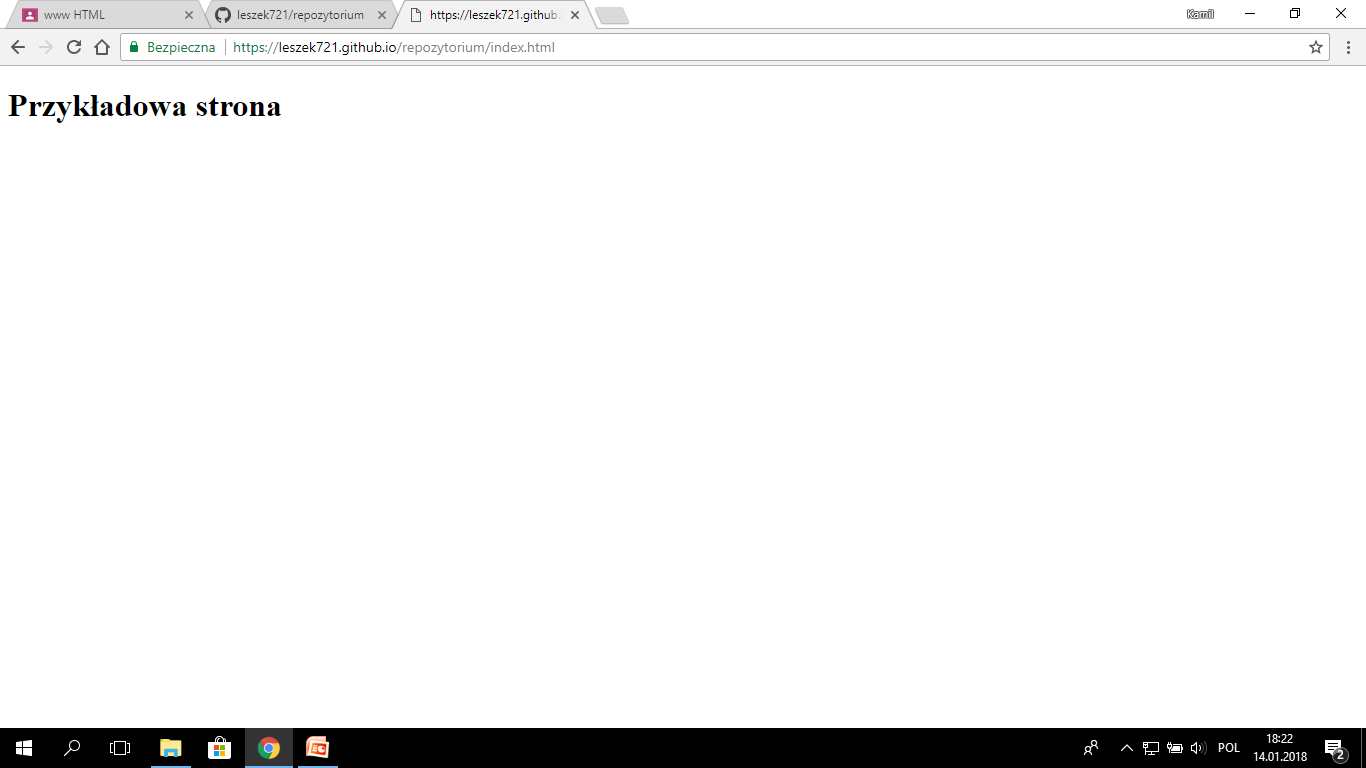 www HTML
leszek721/repozytorium
https://leszek721.github.
Kamil
Bezpieczna
https://leszek721.github.io/repozytorium/index.html
Przykładowa strona
POL
18:22
14.01.2018
2